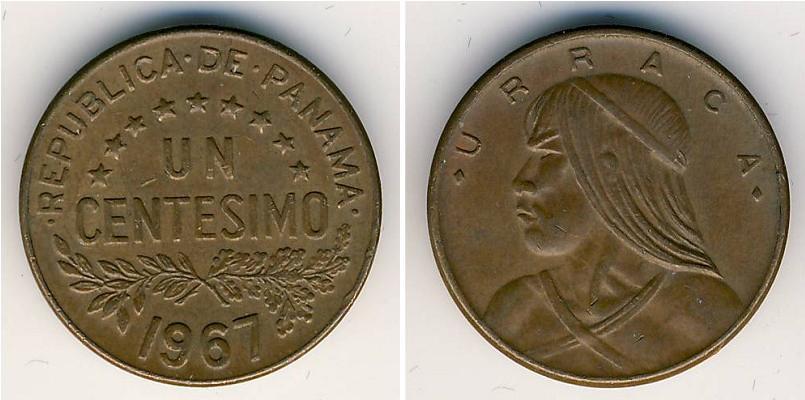 ·REPUBLICA·DE·PANAMA·
UN
CENTESIMO
1967
URRACA